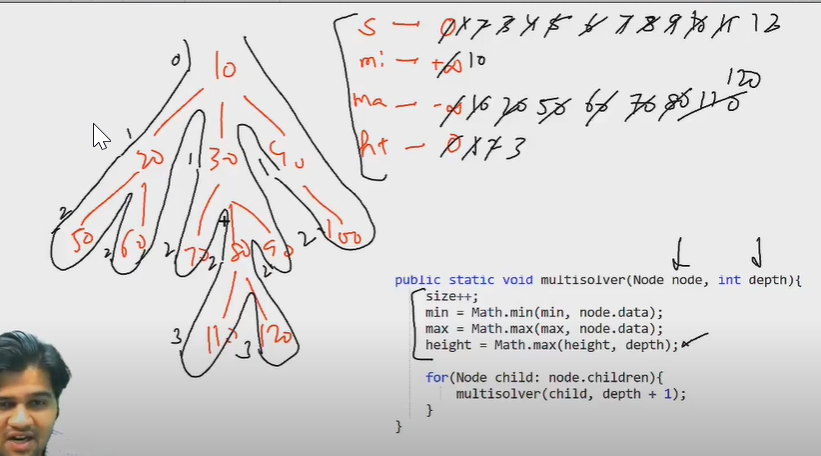 s — 0 1 2 3 4 5 6 7 8 9 10 11 12
mi — +∞ 10
120
ma — -∞ 10 20 50 60 70 80 110
ht — 0 1 2 3
0
10
1
20
1
30
1
2
50
2
60
2
70
2
80
2
90
2
100
3
3
120
public static void multisolver(Node node, int depth){
size++;
min = Math.min(min, node.data);
max = Math.max(max, node.data);
height = Math.max(height, depth);
for(Node child: node.children){
multisolver(child, depth + 1);
}
}